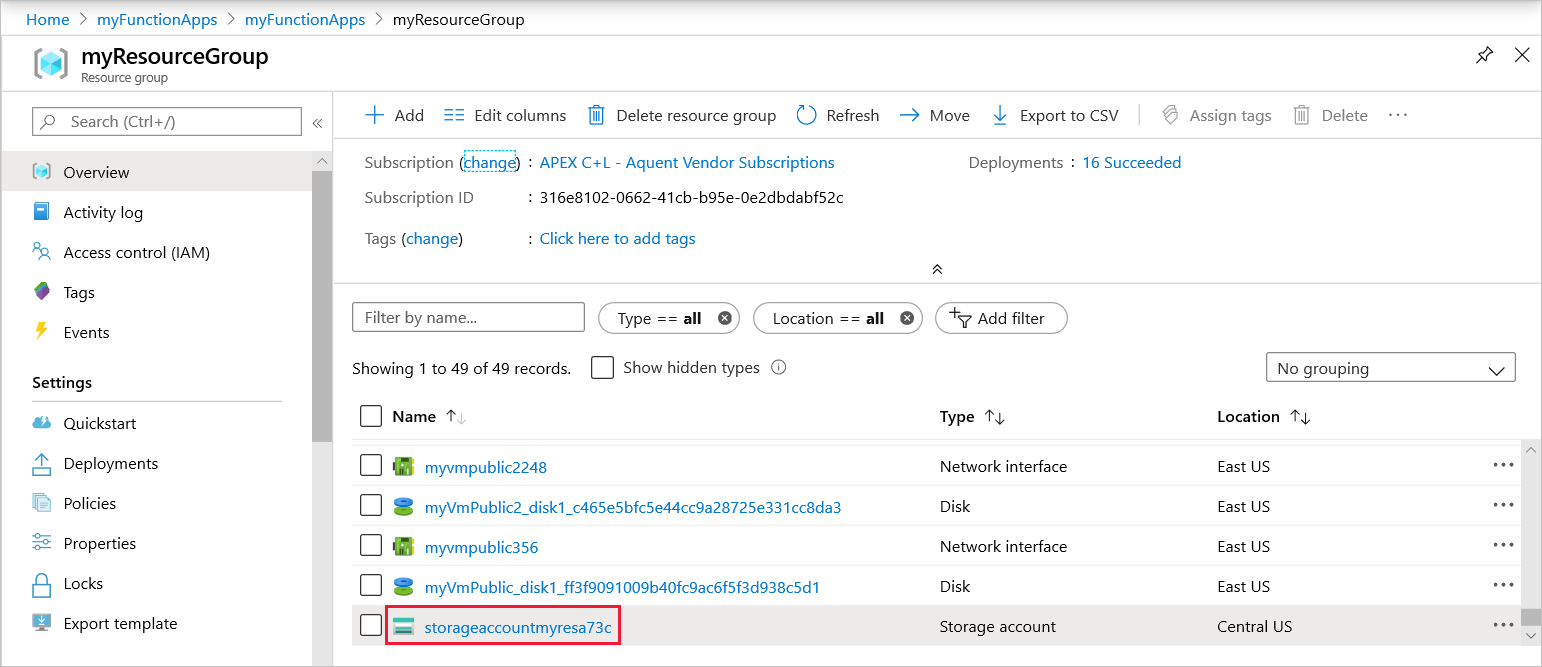 Home > myFunctionApps > myFunctionApps > myResourceGroup
myResourceGroup
Resource group
Search (Ctrl+/)
«
Add
Edit columns
Delete resource group
Refresh
Move
Export to CSV
Assign tags
Delete
...
Overview
Activity log
Access control (IAM)
Tags
Events
Settings
Quickstart
Deployments
Policies
Properties
Locks
Export template
Subscription (change) : APEX C+L - Aquent Vendor Subscriptions
Deployments : 16 Succeeded
Subscription ID : 316e8102-0662-41cb-b95e-0e2dbdabf52c
Tags (change) : Click here to add tags
Filter by name...
Type == all
Location == all
Add filter
Showing 1 to 49 of 49 records.
Show hidden types
No grouping
Name Type Location
myvmpublic2248 Network interface East US ...
myVmPublic2_disk1_c465e5bfc5e44cc9a28725e331cc8da3 Disk East US ...
myvmpublic356 Network interface East US ...
myVmPublic_disk1_ff3f9091009b40fc9ac6f5f3d938c5d1 Disk East US ...
storageaccountmyresa73c Storage account Central US ...